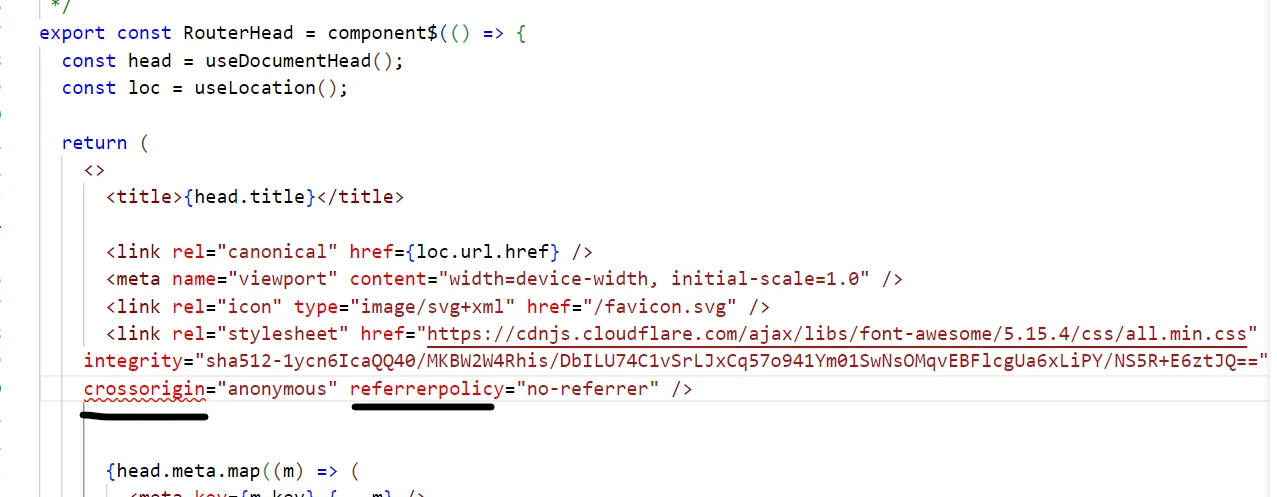 */
export const RouterHead = component$(() => {
const head = useDocumentHead();
const loc = useLocation();
return (
<>
<title>{head.title}</title>
<link rel="canonical" href={loc.url.href} />
<meta name="viewport" content="width=device-width, initial-scale=1.0" />
<link rel="icon" type="image/svg+xml" href="/favicon.svg" />
<link rel="stylesheet" href="https://cdnjs.cloudflare.com/ajax/libs/font-awesome/5.15.4/css/all.min.css"
integrity="sha512-1ycn6IcaQQ40/MKBW2W4Rhis/DbILU74C1vSrLJxCq57o941Ym01SwNsOMqvEBFlcgUa6xLiPY/NS5R+E6ztJQ=="
crossorigin="anonymous" referrerpolicy="no-referrer" />
{head.meta.map((m) => (
<meta key={m.key} {...m} />